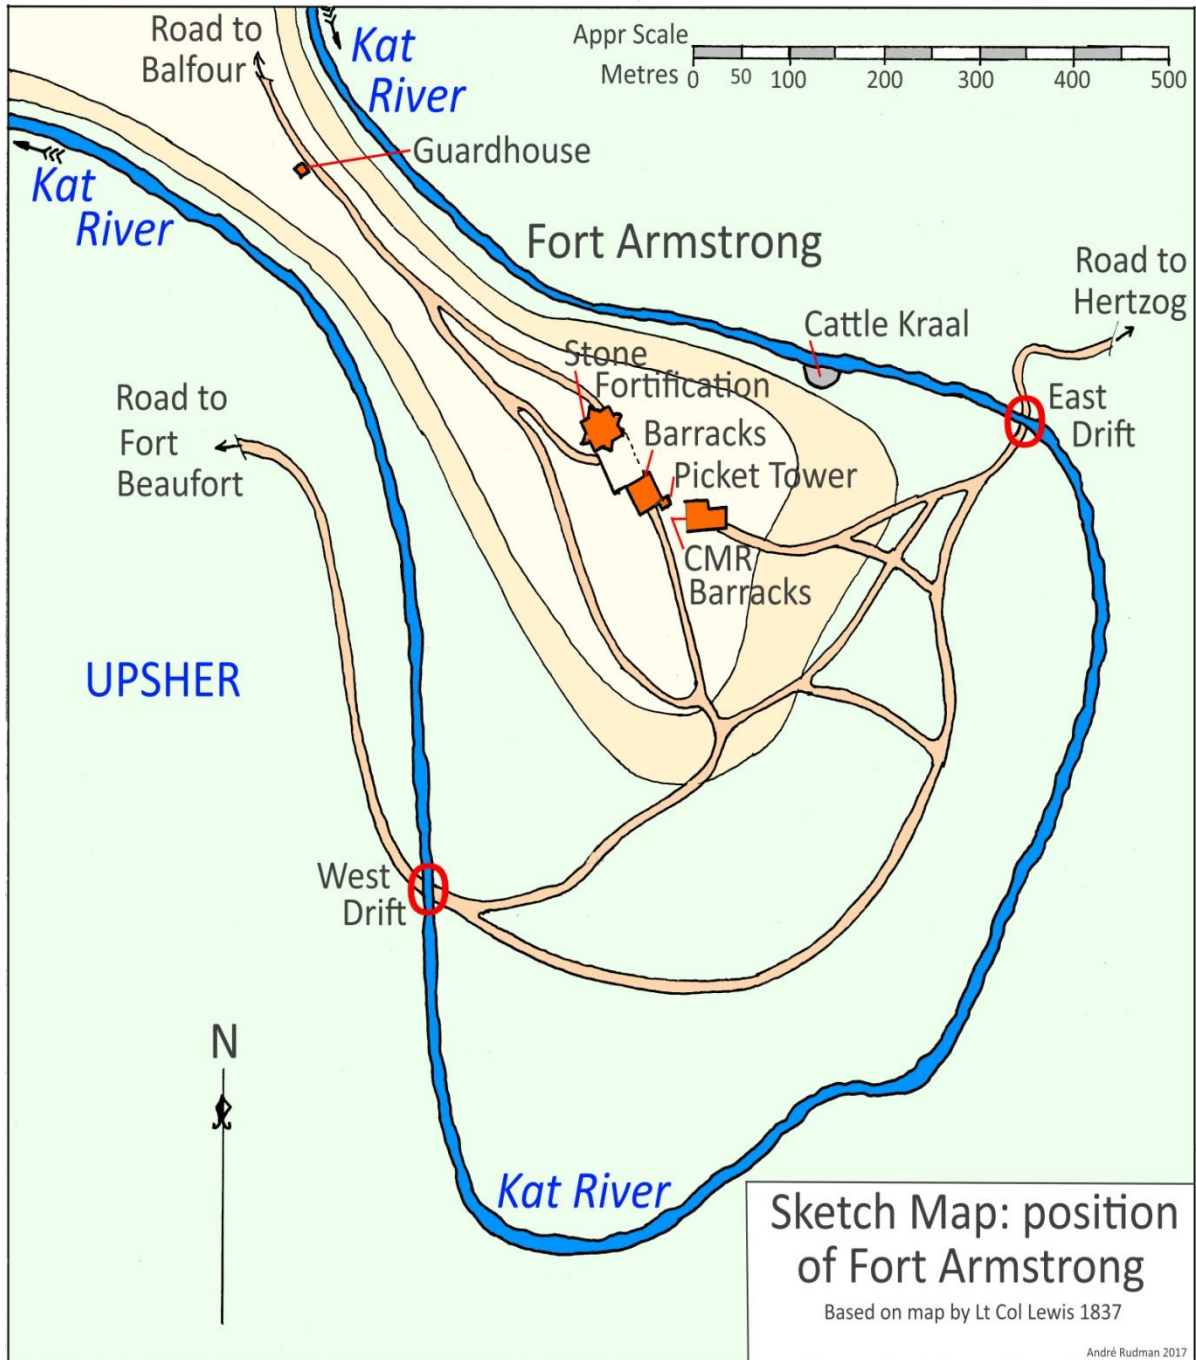 Road to
Balfour
Kat
River
Appr Scale
Metres 0 50 100 200 300 400 500
Guardhouse
Kat
River
Fort Armstrong
Road to
Hertzog
Cattle Kraal
Stone
Fortification
Road to
Fort
Beaufort
East
Drift
Barracks
Picket Tower
CMR
Barracks
UPSHER
West
Drift
N
Kat River
Sketch Map: position
of Fort Armstrong
Based on map by Lt Col Lewis 1837
André Rudman 2017